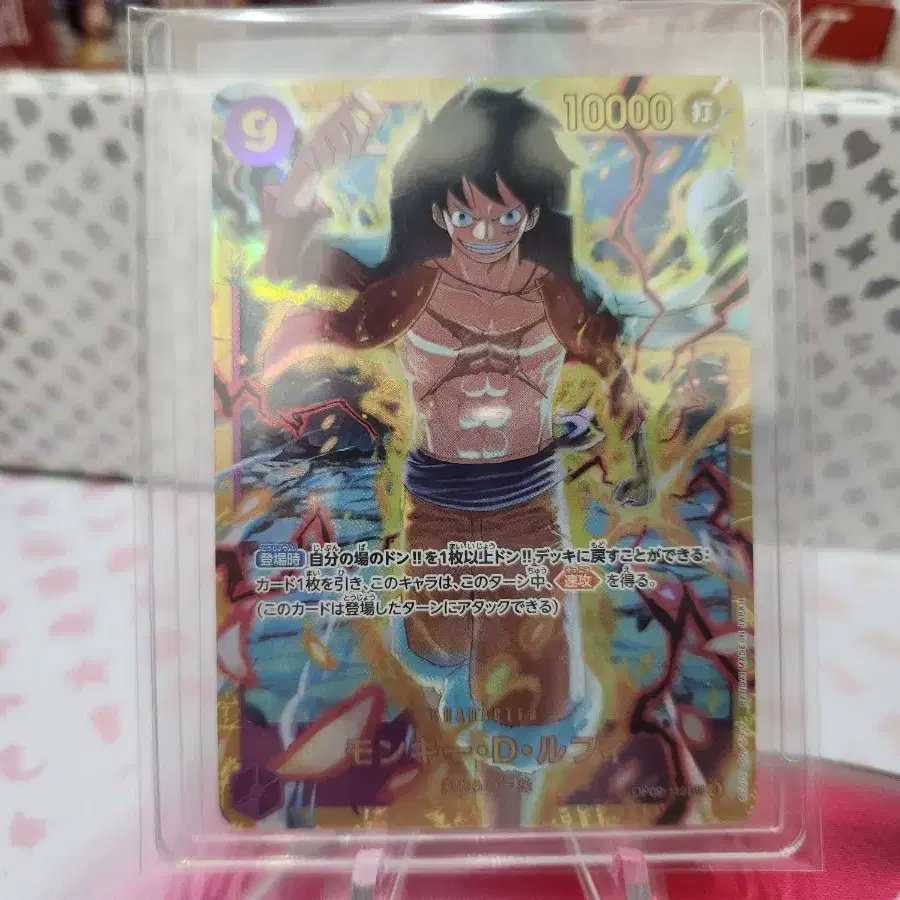 9
10000 打
登場時 自分の場のドン!!を1枚以上ドン!!デッキに戻すことができる:
カード1枚を引き、このキャラは、このターン中、速攻 を得る。
(このカードは登場したターンにアタックできる)
CHARACTER
モンキー・D・ルフィ